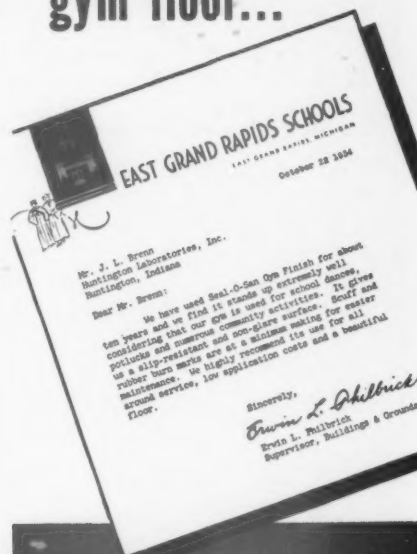 gym floor...
EAST GRAND RAPIDS SCHOOLS
EAST GRAND RAPIDS, MICHIGAN
October 22 1954
Mr. J. L. Brenn
Huntington Laboratories, Inc.
Huntington, Indiana
Dear Mr. Brenn:
We have used Seal-O-San Gym Finish for about
ten years and we find it stands up extremely well
considering that our gym is used for school dances,
potlucks and numerous community activities. It gives
us a slip-resistant and non-glare surface. Scuff and
rubber burn marks are at a minimum making for easier
maintenance. We highly recommend its use for all
around service, low application costs and a beautiful
floor.
Sincerely,
Erwin L. Philbrick
Erwin L. Philbrick
Supervisor, Buildings & Grounds